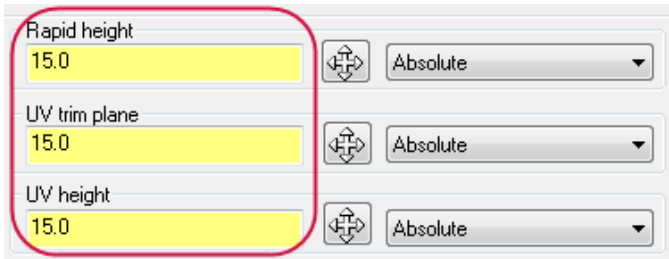 Rapid height
15.0 Absolute
UV trim plane
15.0 Absolute
UV height
15.0 Absolute